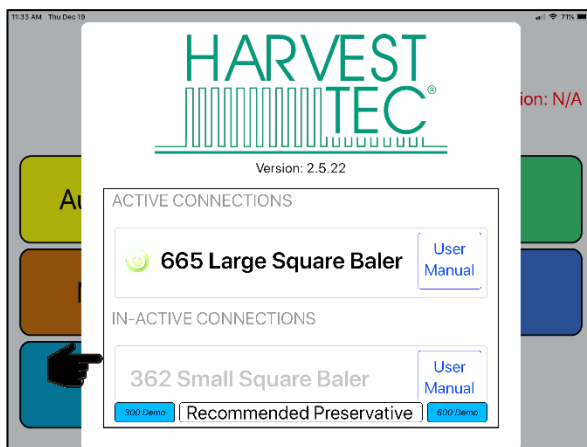 11:33 AM Thu Dec 19
71%
HARVEST
TEC®
ion: N/A
Version: 2.5.22
Au
ACTIVE CONNECTIONS
665 Large Square Baler
User
Manual
IN-ACTIVE CONNECTIONS
362 Small Square Baler
User
Manual
300 Demo
Recommended Preservative
600 Demo